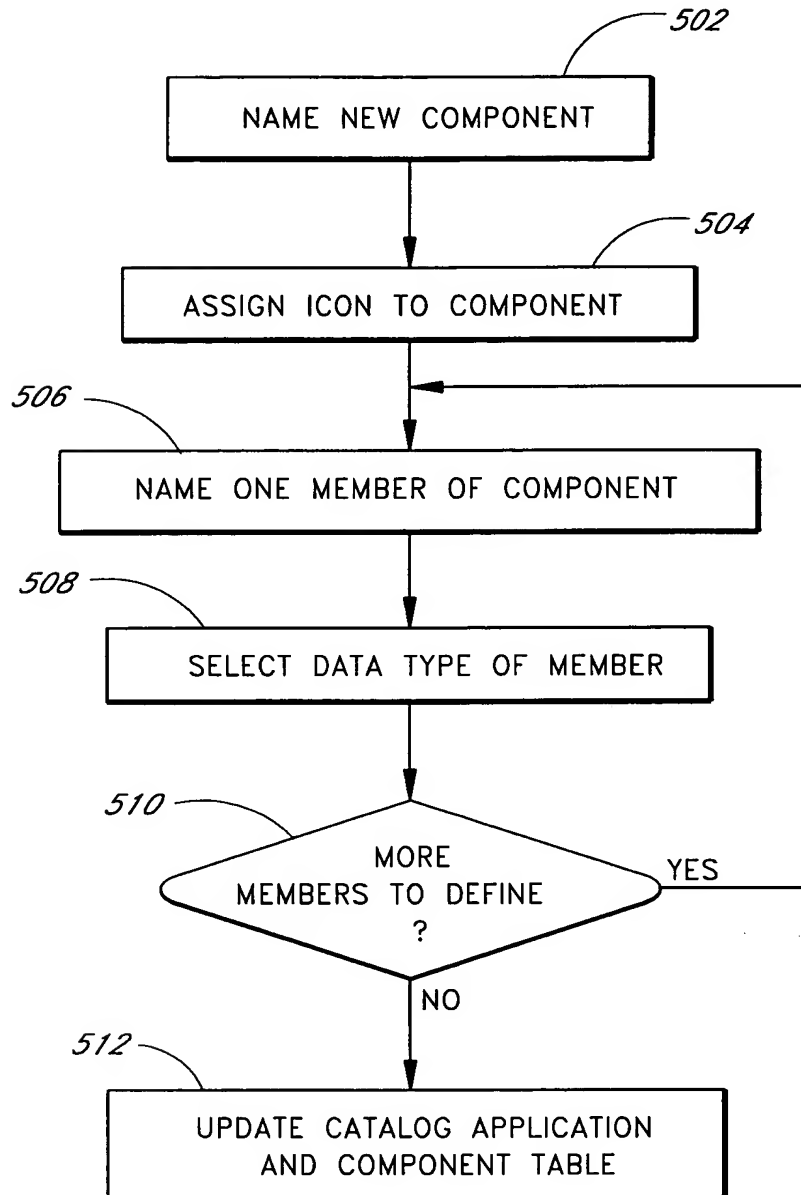 502
NAME NEW COMPONENT
504
ASSIGN ICON TO COMPONENT
506
NAME ONE MEMBER OF COMPONENT
508
SELECT DATA TYPE OF MEMBER
510
MORE
MEMBERS TO DEFINE
?
YES
NO
512
UPDATE CATALOG APPLICATION
AND COMPONENT TABLE